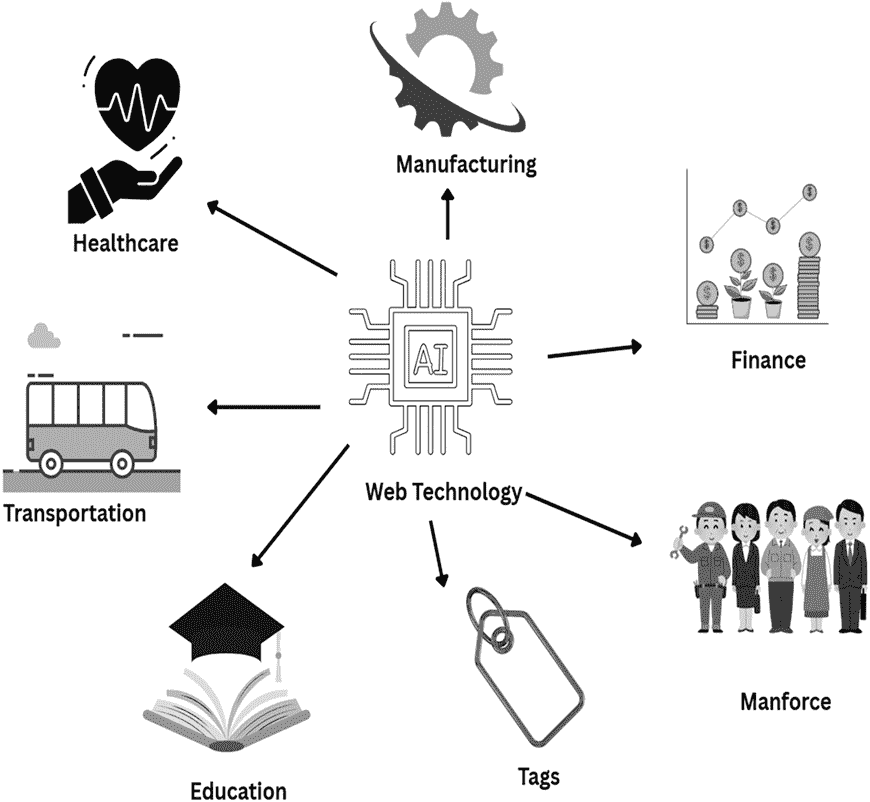 Manufacturing
Healthcare
AI
Finance
Web Technology
Transportation
Manforce
Tags
Education